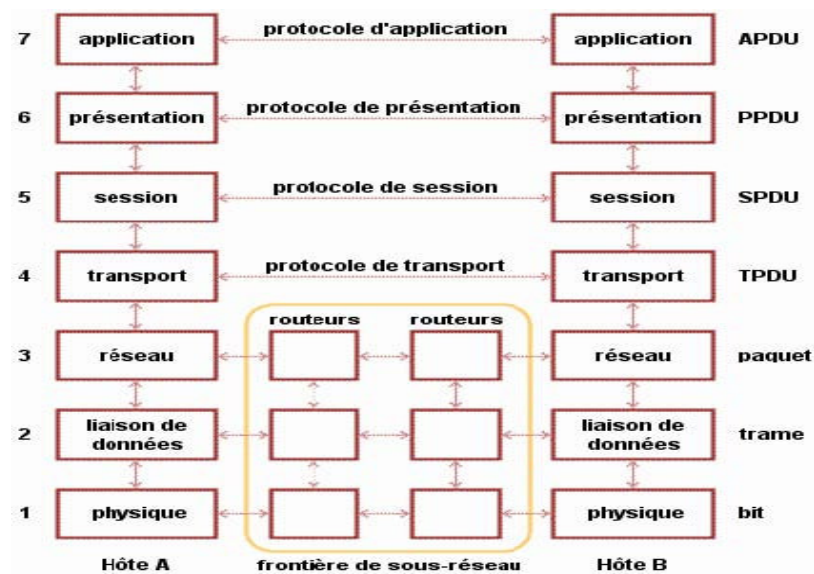 7 application protocole d'application application APDU
6 présentation protocole de présentation présentation PPDU
5 session protocole de session session SPDU
4 transport protocole de transport transport TPDU
routeurs routeurs
3 réseau réseau paquet
2 liaison de données liaison de données trame
1 physique physique bit
Hôte A frontière de sous-réseau Hôte B